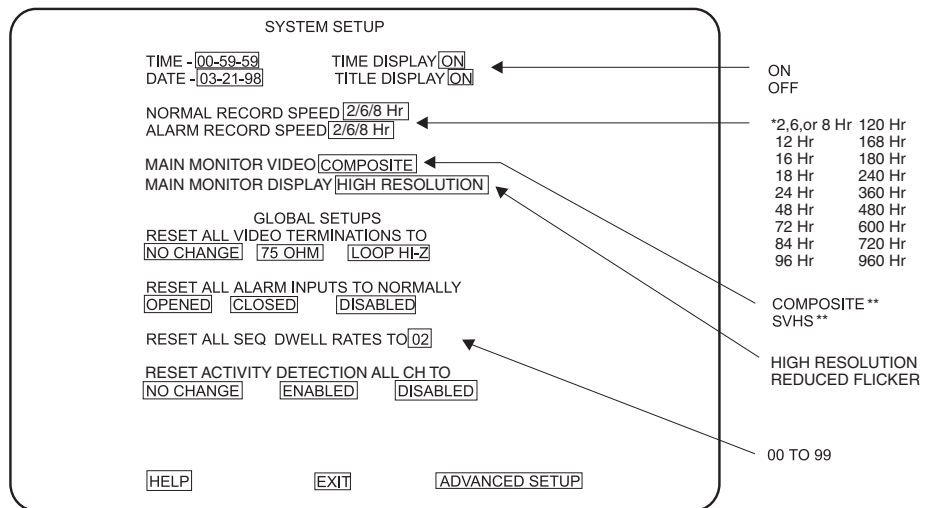 SYSTEM SETUP
TIME - 00-59-59 TIME DISPLAY ON
DATE - 03-21-98 TITLE DISPLAY ON
NORMAL RECORD SPEED 2/6/8 Hr
ALARM RECORD SPEED 2/6/8 Hr
MAIN MONITOR VIDEO COMPOSITE
MAIN MONITOR DISPLAY HIGH RESOLUTION
GLOBAL SETUPS
RESET ALL VIDEO TERMINATIONS TO
NO CHANGE 75 OHM LOOP HI-Z
RESET ALL ALARM INPUTS TO NORMALLY
OPENED CLOSED DISABLED
RESET ALL SEQ DWELL RATES TO 02
RESET ACTIVITY DETECTION ALL CH TO
NO CHANGE ENABLED DISABLED
HELP EXIT ADVANCED SETUP
ON
OFF
*2,6,or 8 Hr 120 Hr
12 Hr 168 Hr
16 Hr 180 Hr
18 Hr 240 Hr
24 Hr 360 Hr
48 Hr 480 Hr
72 Hr 600 Hr
84 Hr 720 Hr
96 Hr 960 Hr
COMPOSITE **
SVHS **
HIGH RESOLUTION
REDUCED FLICKER
00 TO 99